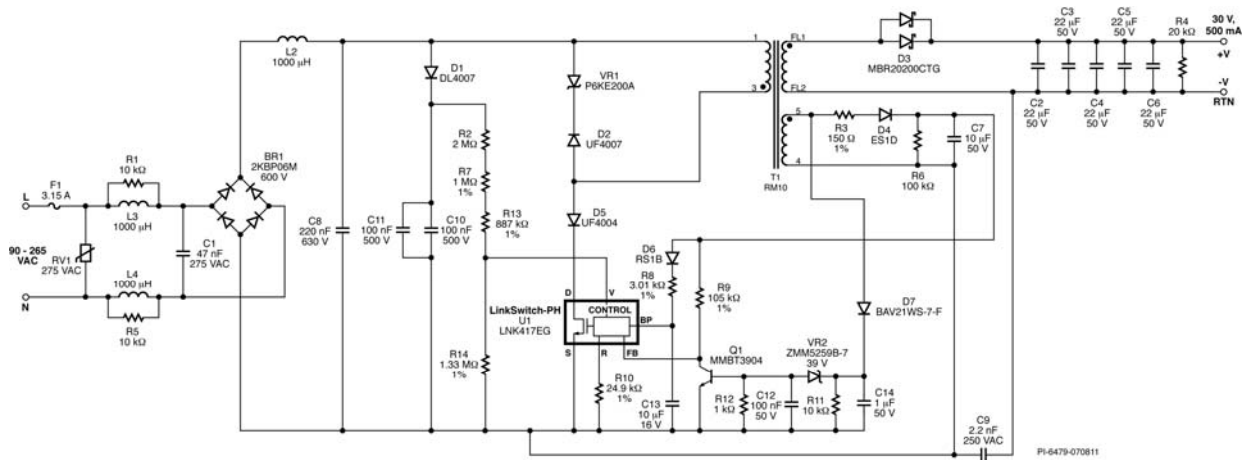 L2
1000 µH
D1
DL4007
VR1
P6KE200A
D2
UF4007
D5
UF4004
1
3
FL1
FL2
5
4
T1
RM10
D3
MBR20200CTG
C3
22 µF
50 V
C5
22 µF
50 V
R4
20 kΩ
30 V,
500 mA
+V
-V
RTN
C2
22 µF
50 V
C4
22 µF
50 V
C6
22 µF
50 V
R3
150 Ω
1%
D4
ES1D
C7
10 µF
50 V
R6
100 kΩ
BR1
2KBP06M
600 V
R1
10 kΩ
F1
3.15 A
L
L3
1000 µH
90 - 265
VAC
RV1
275 VAC
C1
47 nF
275 VAC
L4
1000 µH
N
R5
10 kΩ
C8
220 nF
630 V
C11
100 nF
500 V
C10
100 nF
500 V
R2
2 MΩ
R7
1 MΩ
1%
R13
887 kΩ
1%
R14
1.33 MΩ
1%
D6
RS1B
R8
3.01 kΩ
1%
R9
105 kΩ
1%
D7
BAV21WS-7-F
LinkSwitch-PH
U1
LNK417EG
D
V
CONTROL
BP
S
R
FB
R10
24.9 kΩ
1%
C13
10 µF
16 V
Q1
MMBT3904
VR2
ZMM5259B-7
39 V
R12
1 kΩ
C12
100 nF
50 V
R11
10 kΩ
C14
1 µF
50 V
C9
2.2 nF
250 VAC
PI-6479-070811